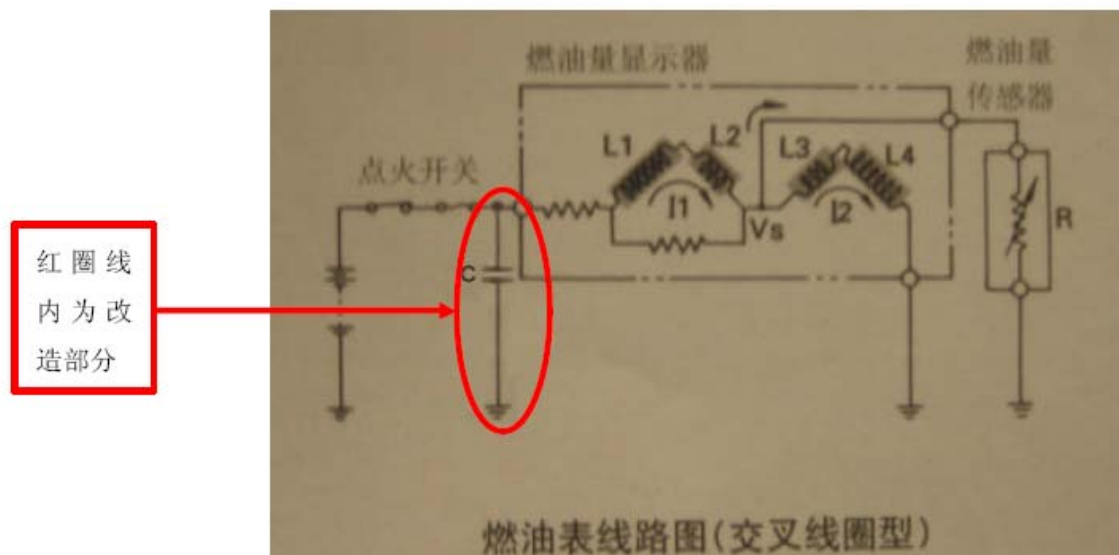 燃油量显示器
燃油量
传感器
L1
L2
L3
L4
点火开关
I1
Vs
I2
R
C
红圈线
内为改
造部分
燃油表线路图(交叉线圈型)